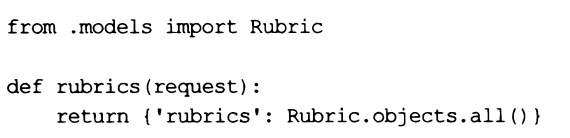 from .models import Rubric
def rubrics(request):
    return {'rubrics': Rubric.objects.all()}